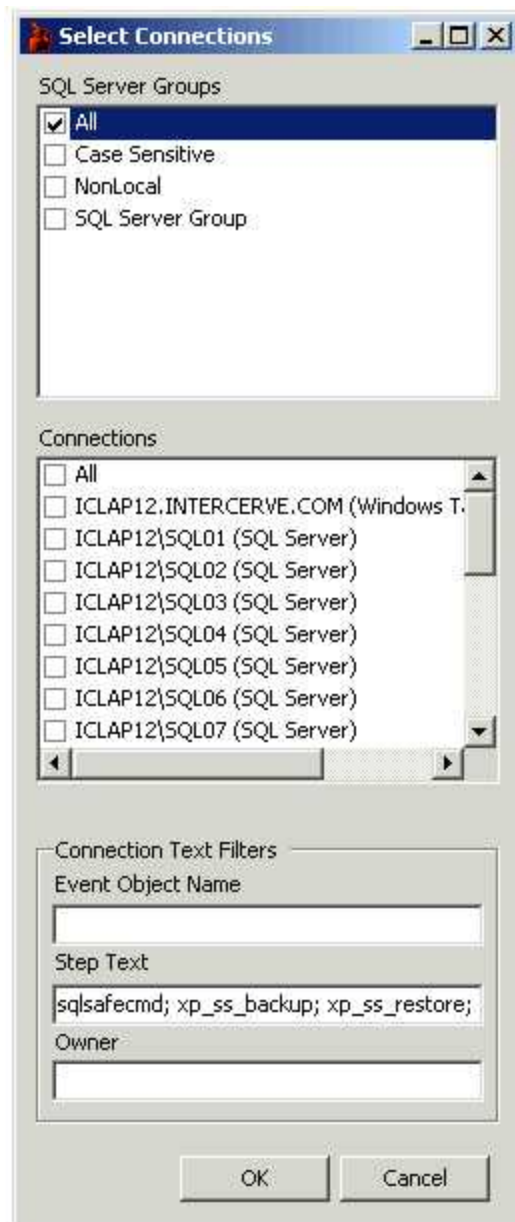 Select Connections
SQL Server Groups
All
Case Sensitive
NonLocal
SQL Server Group
Connections
All
ICLAP12.INTERCERVE.COM (Windows Ta
ICLAP12\SQL01 (SQL Server)
ICLAP12\SQL02 (SQL Server)
ICLAP12\SQL03 (SQL Server)
ICLAP12\SQL04 (SQL Server)
ICLAP12\SQL05 (SQL Server)
ICLAP12\SQL06 (SQL Server)
ICLAP12\SQL07 (SQL Server)
Connection Text Filters
Event Object Name
Step Text
sqlsafecmd; xp_ss_backup; xp_ss_restore;
Owner
OK
Cancel